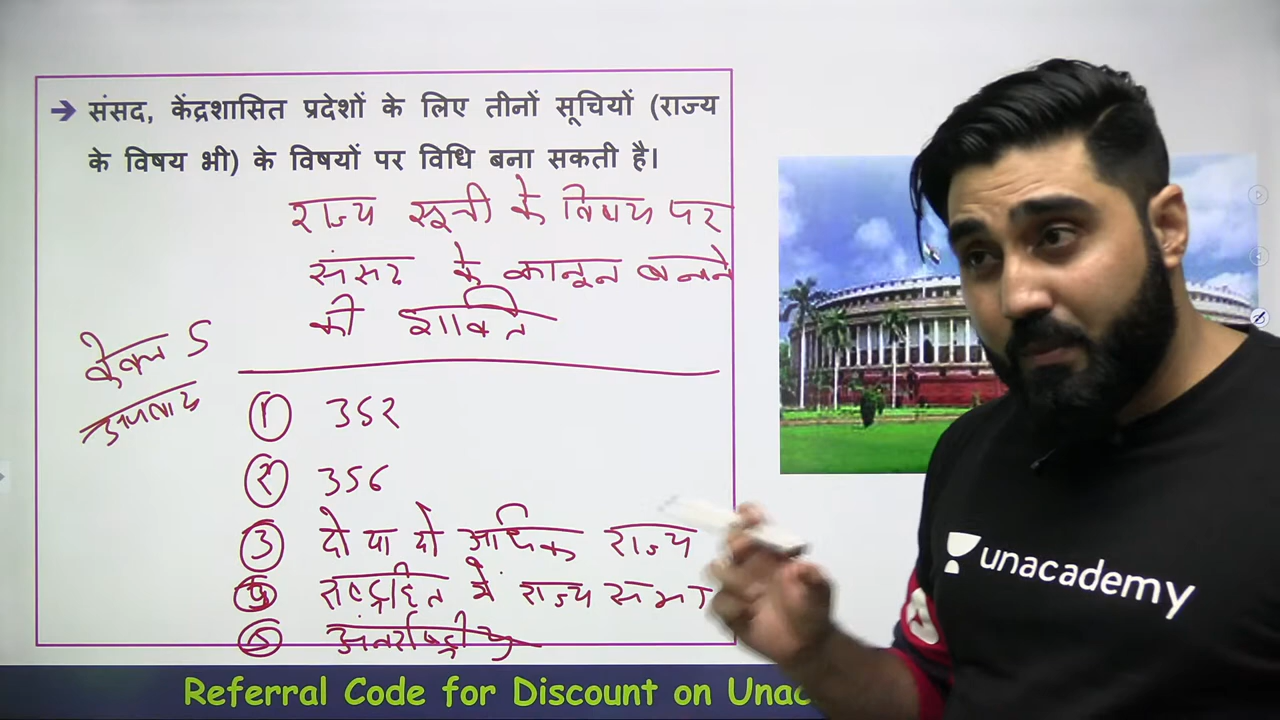 → संसद, केंद्रशासित प्रदेशों के लिए तीनों सूचियों (राज्य
के विषय भी) के विषयों पर विधि बना सकती है।
राज्य सूची के विषय पर
संसद के कानून बनाने
की शक्ति
केवल 5
अपवाद
① 352
② 356
③ दो या दो अधिक राज्य
④ राष्ट्रहित में राज्य सभा
⑤ अंतर्राष्ट्रीय
unacademy
Referral Code for Discount on Unac